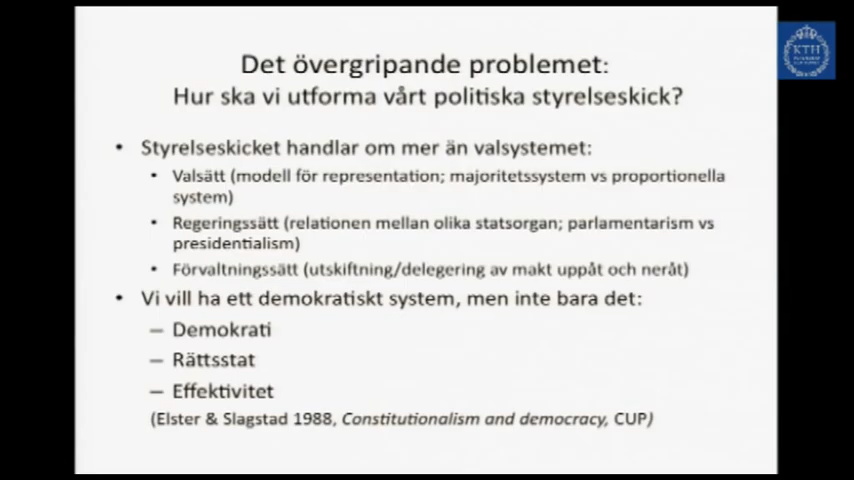 Det övergripande problemet:
Hur ska vi utforma vårt politiska styrelseskick?
• Styrelseskicket handlar om mer än valsystemet:
• Valsätt (modell för representation; majoritetssystem vs proportionella
system)
• Regeringssätt (relationen mellan olika statsorgan; parlamentarism vs
presidentialism)
• Förvaltningssätt (utskiftning/delegering av makt uppåt och neråt)
• Vi vill ha ett demokratiskt system, men inte bara det:
– Demokrati
– Rättsstat
– Effektivitet
(Elster & Slagstad 1988, Constitutionalism and democracy, CUP)
KTH